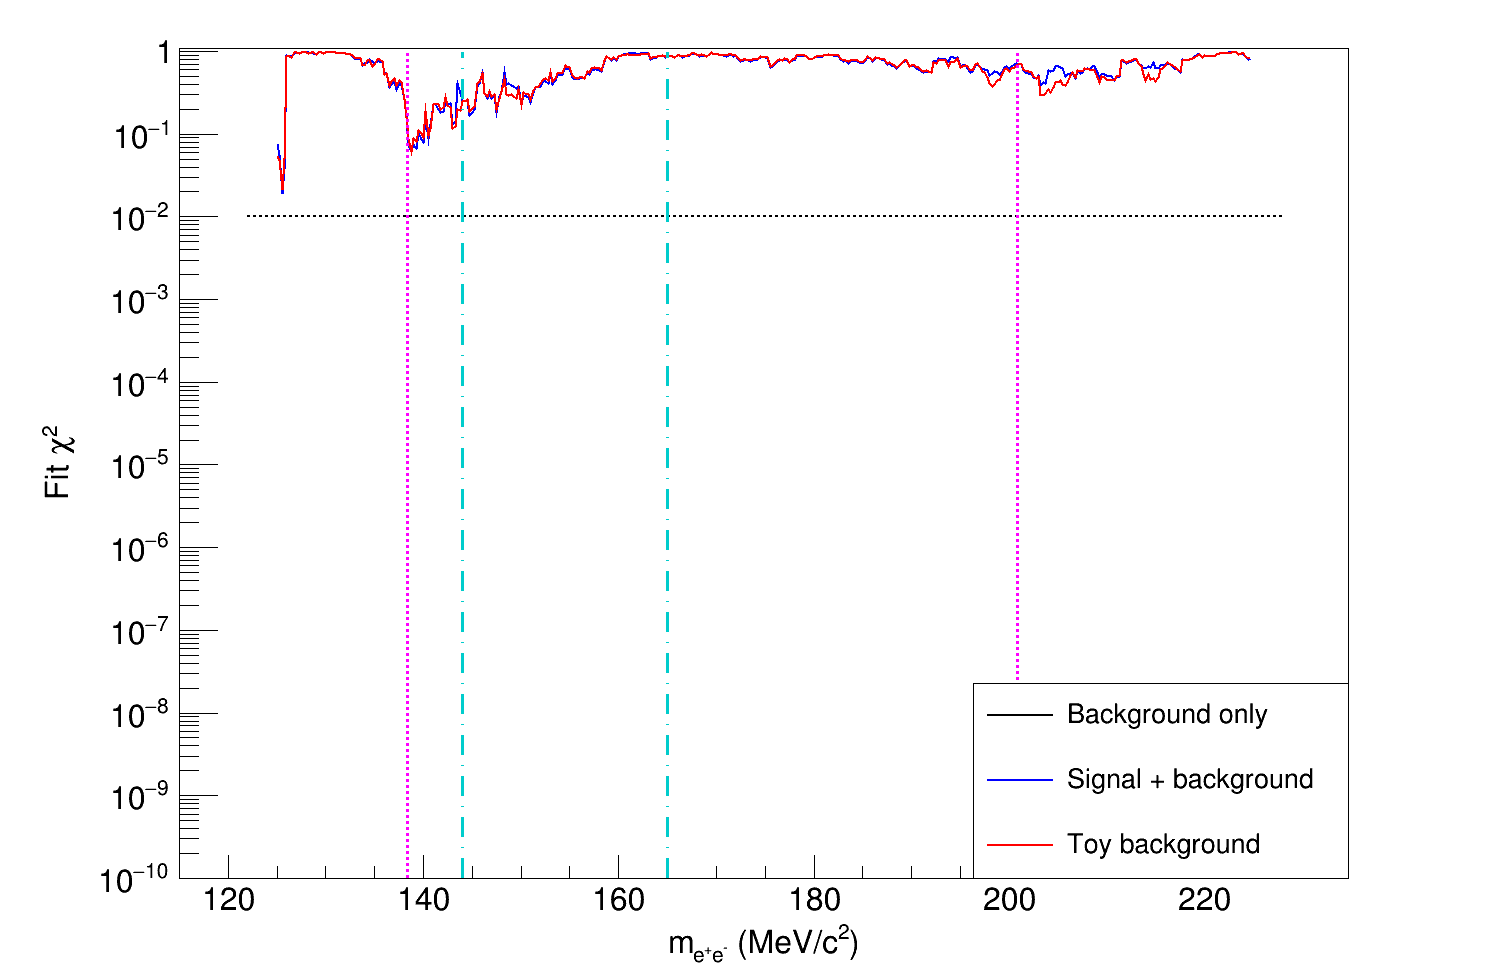 1
10⁻¹
10⁻²
10⁻³
10⁻⁴
10⁻⁵
10⁻⁶
10⁻⁷
10⁻⁸
10⁻⁹
10⁻¹⁰
Fit χ²
120 140 160 180 200 220
m_{e⁺e⁻} (MeV/c²)
Background only
Signal + background
Toy background